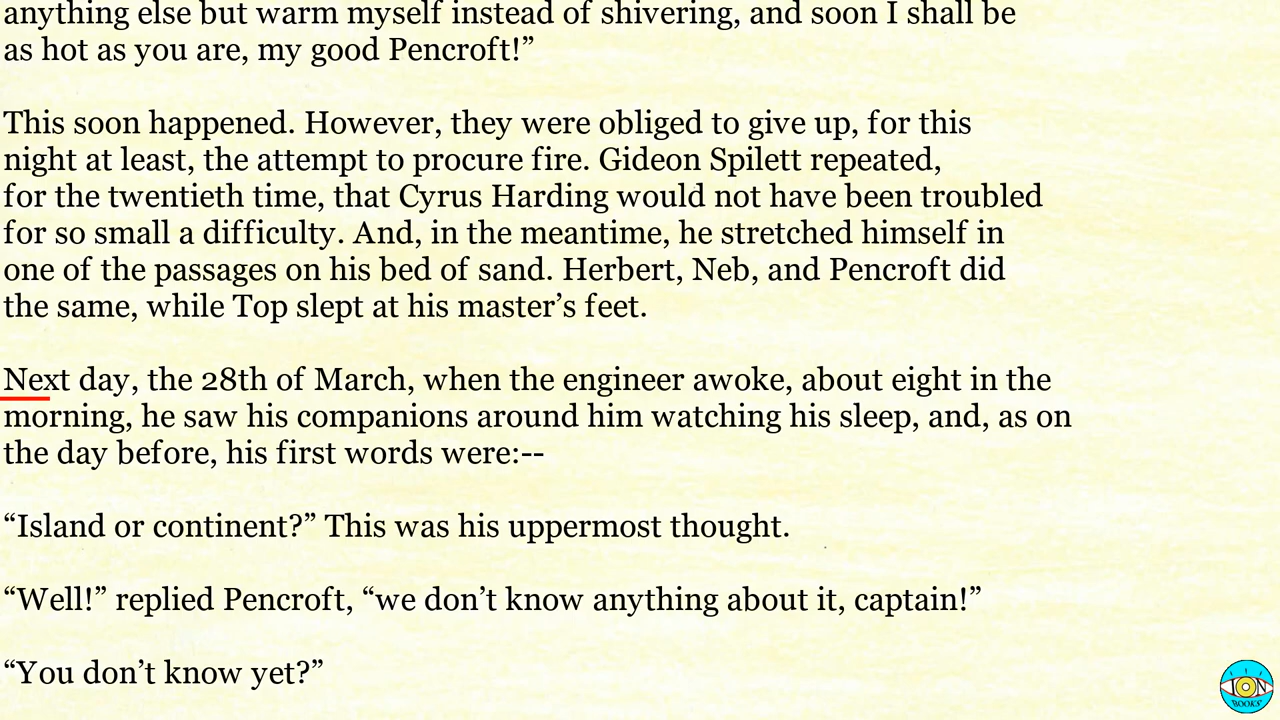 anything else but warm myself instead of shivering, and soon I shall be
as hot as you are, my good Pencroft!”
This soon happened. However, they were obliged to give up, for this
night at least, the attempt to procure fire. Gideon Spilett repeated,
for the twentieth time, that Cyrus Harding would not have been troubled
for so small a difficulty. And, in the meantime, he stretched himself in
one of the passages on his bed of sand. Herbert, Neb, and Pencroft did
the same, while Top slept at his master’s feet.
Next day, the 28th of March, when the engineer awoke, about eight in the
morning, he saw his companions around him watching his sleep, and, as on
the day before, his first words were:--
“Island or continent?” This was his uppermost thought.
“Well!” replied Pencroft, “we don’t know anything about it, captain!”
“You don’t know yet?”
ION
BOOKS